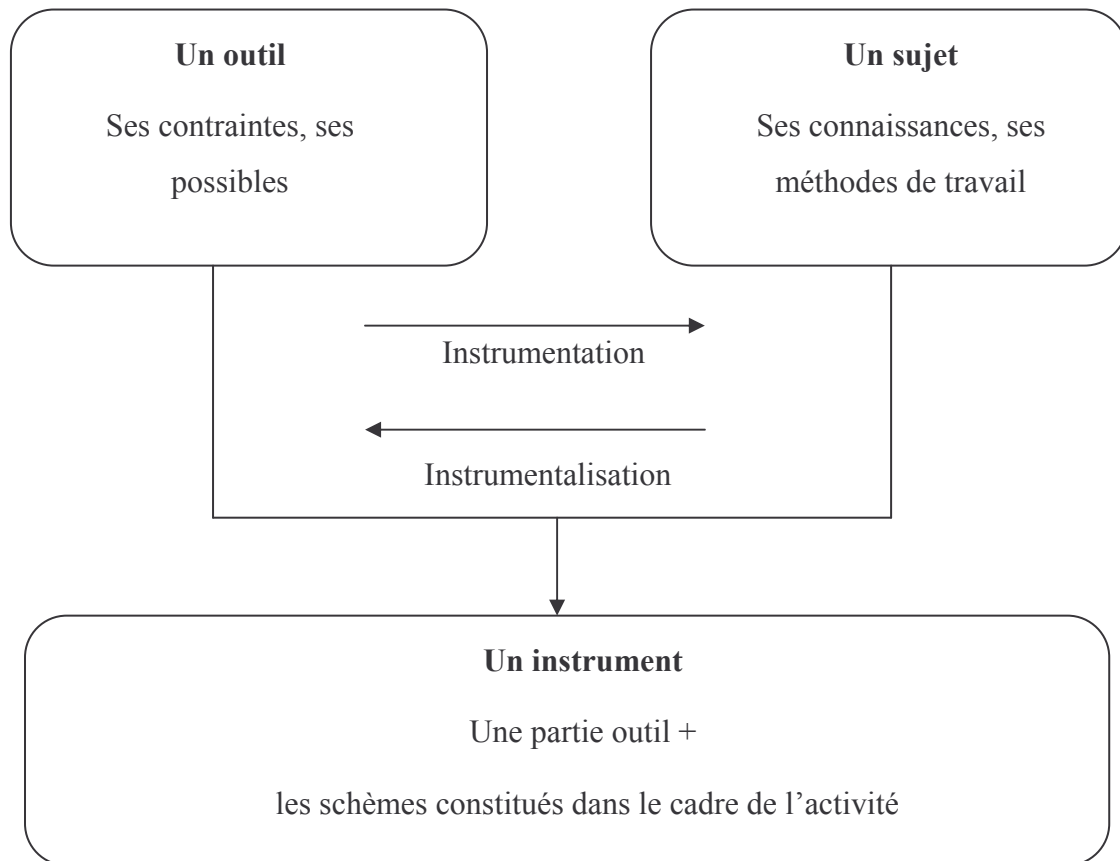 Un outil
Ses contraintes, ses
possibles
Un sujet
Ses connaissances, ses
méthodes de travail
Instrumentation
Instrumentalisation
Un instrument
Une partie outil +
les schèmes constitués dans le cadre de l’activité